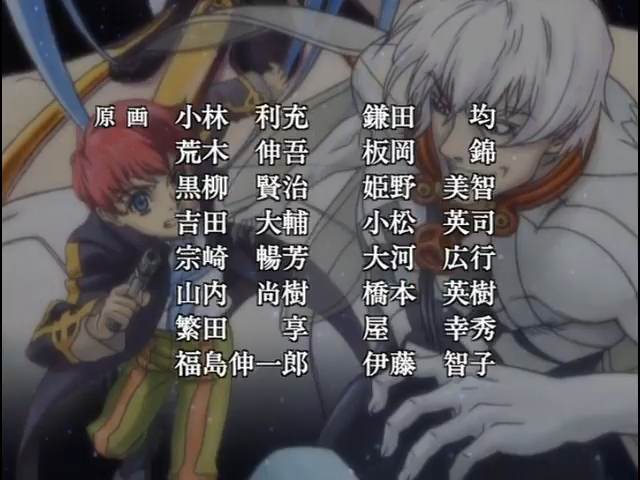 原画 小林 利充 鎌田 均
荒木 伸吾 板岡 錦
黒柳 賢治 姫野 美智
吉田 大輔 小松 英司
宗崎 暢芳 大河 広行
山内 尚樹 橋本 英樹
繁田 享 屋 幸秀
福島伸一郎 伊藤 智子